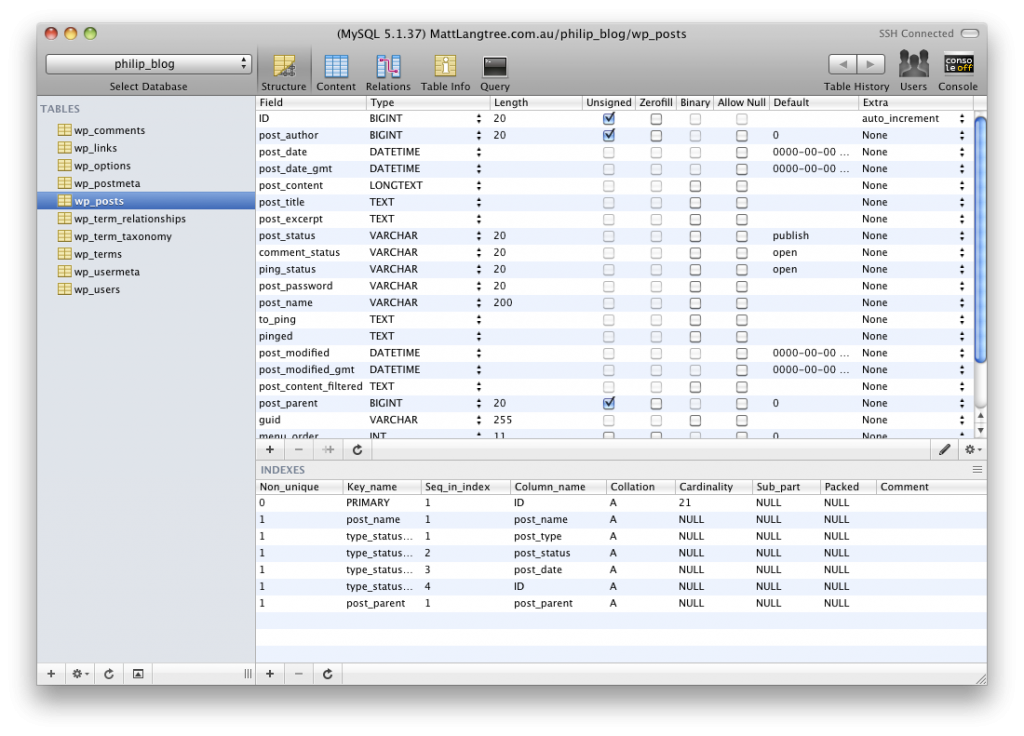 (MySQL 5.1.37) MattLangtree.com.au/philip_blog/wp_posts
SSH Connected
philip_blog
Select Database
Structure Content Relations Table Info Query
conso
le off
Table History Users Console
TABLES
wp_comments
wp_links
wp_options
wp_postmeta
wp_posts
wp_term_relationships
wp_term_taxonomy
wp_terms
wp_usermeta
wp_users
Field Type Length Unsigned Zerofill Binary Allow Null Default Extra
ID BIGINT 20 auto_increment
post_author BIGINT 20 0 None
post_date DATETIME 0000-00-00 ... None
post_date_gmt DATETIME 0000-00-00 ... None
post_content LONGTEXT None
post_title TEXT None
post_excerpt TEXT None
post_status VARCHAR 20 publish None
comment_status VARCHAR 20 open None
ping_status VARCHAR 20 open None
post_password VARCHAR 20 None
post_name VARCHAR 200 None
to_ping TEXT None
pinged TEXT None
post_modified DATETIME 0000-00-00 ... None
post_modified_gmt DATETIME 0000-00-00 ... None
post_content_filtered TEXT None
post_parent BIGINT 20 0 None
guid VARCHAR 255 None
menu_order INT 11 0 None
INDEXES
Non_unique Key_name Seq_in_index Column_name Collation Cardinality Sub_part Packed Comment
0 PRIMARY 1 ID A 21 NULL NULL
1 post_name 1 post_name A NULL NULL NULL
1 type_status... 1 post_type A NULL NULL NULL
1 type_status... 2 post_status A NULL NULL NULL
1 type_status... 3 post_date A NULL NULL NULL
1 type_status... 4 ID A NULL NULL NULL
1 post_parent 1 post_parent A NULL NULL NULL